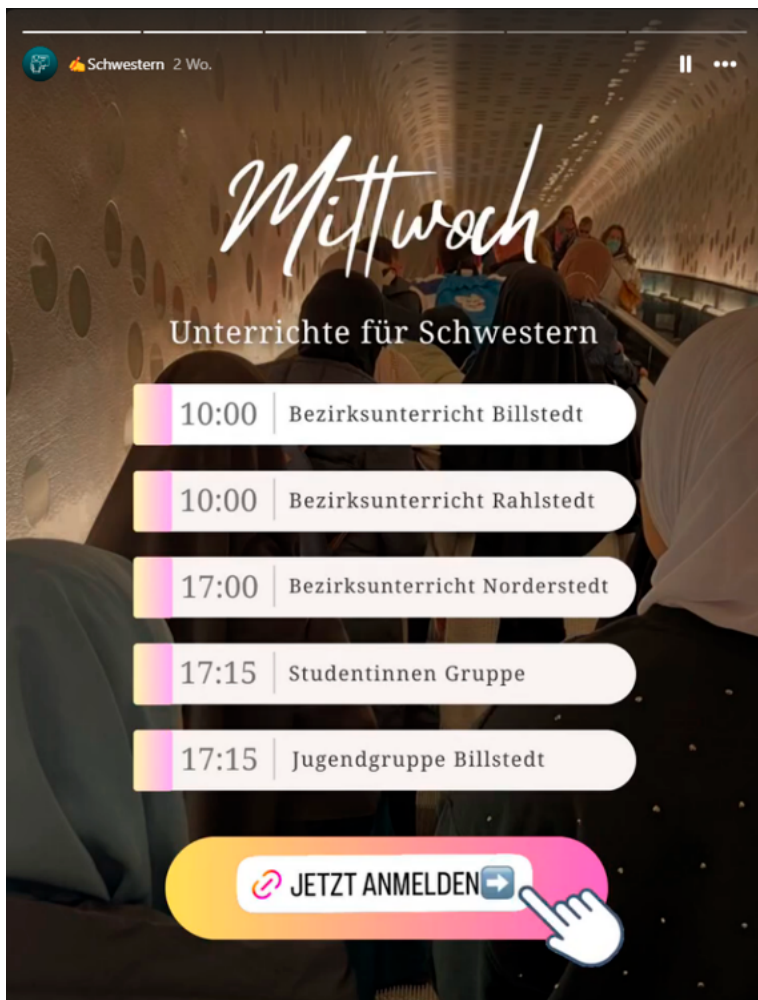 ✍️Schwestern 2 Wo.
Mittwoch
Unterrichte für Schwestern
10:00 Bezirksunterricht Billstedt
10:00 Bezirksunterricht Rahlstedt
17:00 Bezirksunterricht Norderstedt
17:15 Studentinnen Gruppe
17:15 Jugendgruppe Billstedt
JETZT ANMELDEN➡️